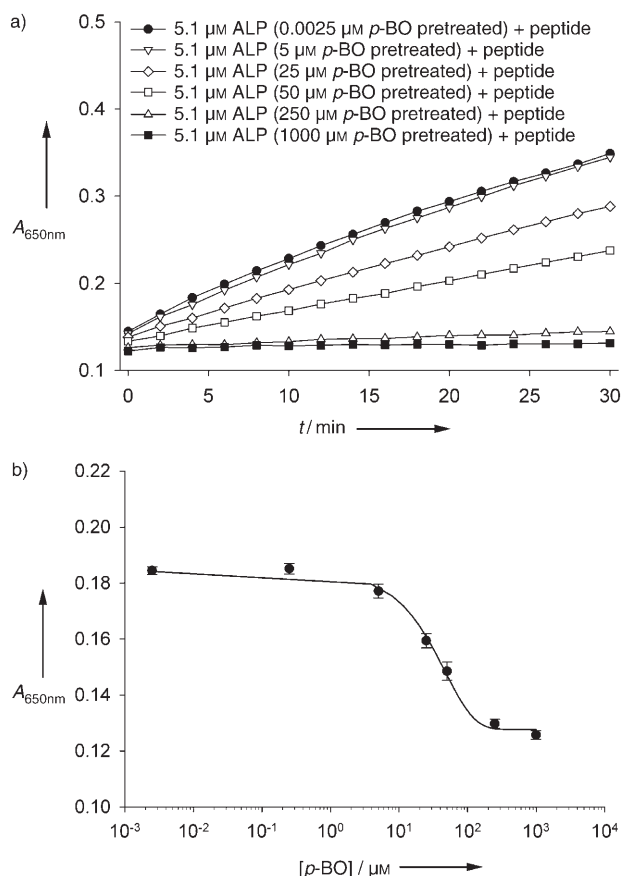 a)
0.5
5.1 µM ALP (0.0025 µM p-BO pretreated) + peptide
5.1 µM ALP (5 µM p-BO pretreated) + peptide
5.1 µM ALP (25 µM p-BO pretreated) + peptide
5.1 µM ALP (50 µM p-BO pretreated) + peptide
5.1 µM ALP (250 µM p-BO pretreated) + peptide
5.1 µM ALP (1000 µM p-BO pretreated) + peptide
0.4
0.3
A650nm
0.2
0.1
0 5 10 15 20 25 30
t / min
b)
0.22
0.20
0.18
0.16
A650nm
0.14
0.12
0.10
10⁻³ 10⁻² 10⁻¹ 10⁰ 10¹ 10² 10³ 10⁴
[p-BO] / µM